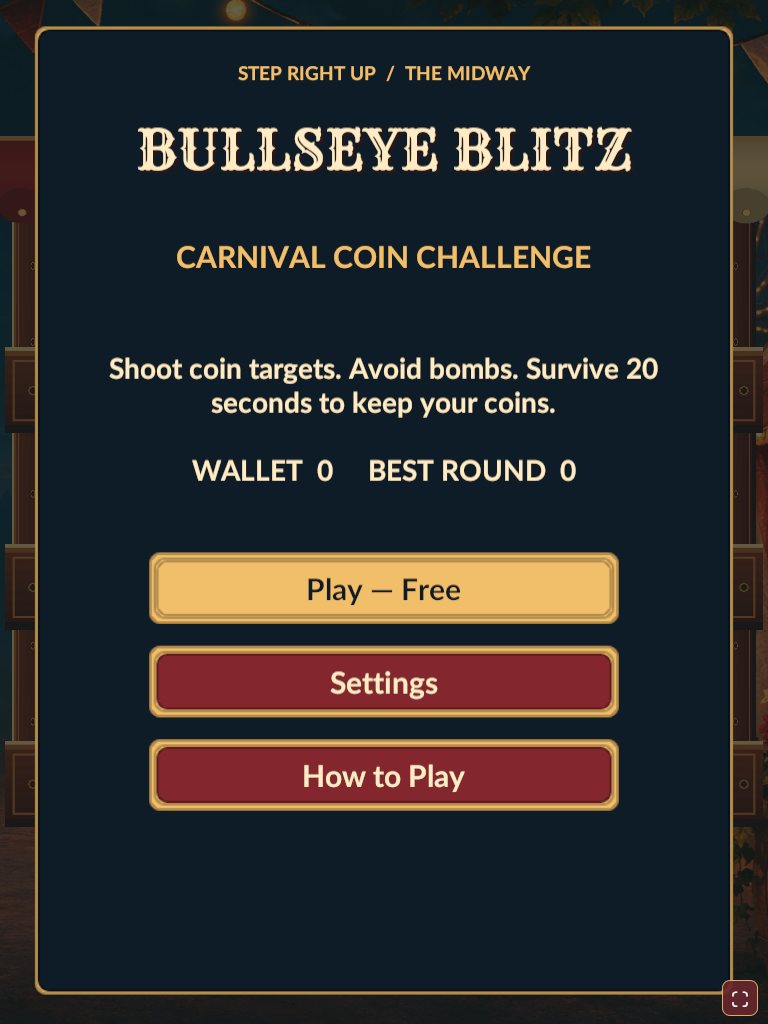 STEP RIGHT UP / THE MIDWAY
BULLSEYE BLITZ
CARNIVAL COIN CHALLENGE
Shoot coin targets. Avoid bombs. Survive 20
seconds to keep your coins.
WALLET 0 BEST ROUND 0
Play — Free
Settings
How to Play